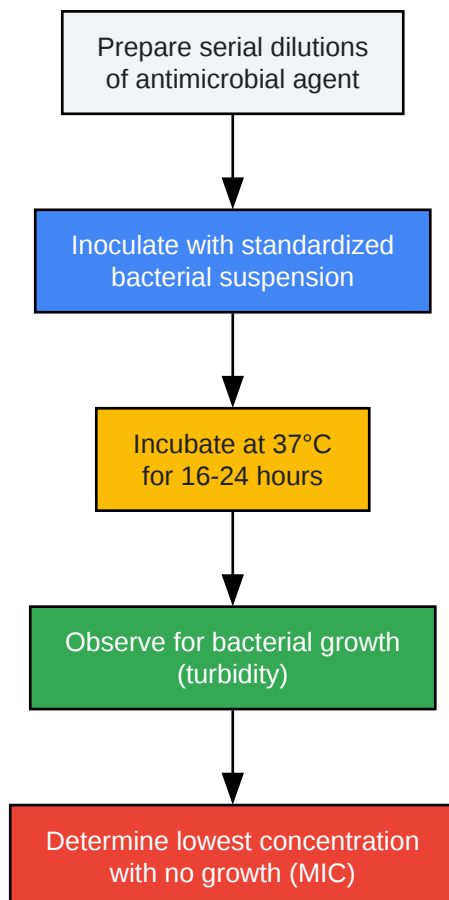 Prepare serial dilutions
of antimicrobial agent
Inoculate with standardized
bacterial suspension
Incubate at 37°C
for 16-24 hours
Observe for bacterial growth
(turbidity)
Determine lowest concentration
with no growth (MIC)